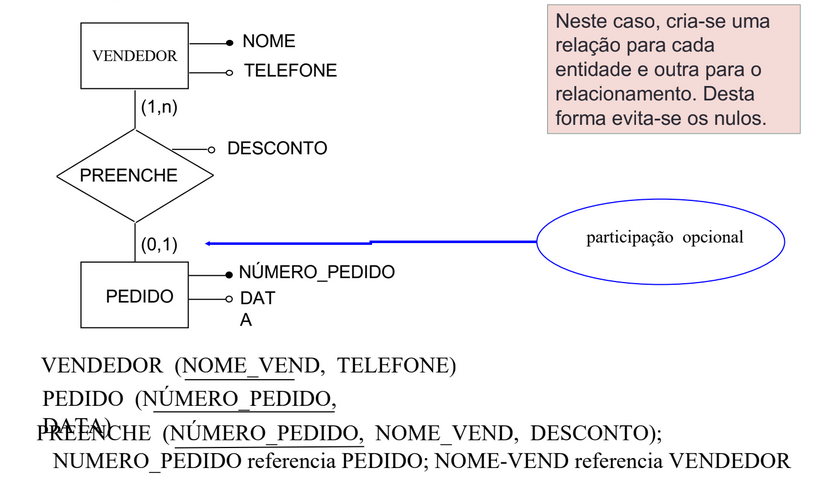 Neste caso, cria-se uma
relação para cada
entidade e outra para o
relacionamento. Desta
forma evita-se os nulos.
VENDEDOR
NOME
TELEFONE
(1,n)
DESCONTO
PREENCHE
(0,1)
participação opcional
PEDIDO
NÚMERO_PEDIDO
DAT
A
VENDEDOR (NOME_VEND, TELEFONE)
PEDIDO (NÚMERO_PEDIDO,
DATA)
PREENCHE (NÚMERO_PEDIDO, NOME_VEND, DESCONTO);
NUMERO_PEDIDO referencia PEDIDO; NOME-VEND referencia VENDEDOR